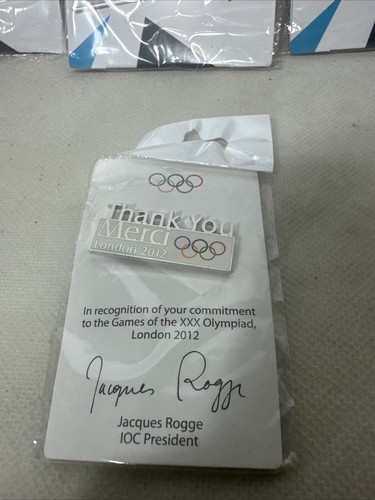 Thank You
Merci
London 2012
In recognition of your commitment
to the Games of the XXX Olympiad,
London 2012
Jacques Rogge
Jacques Rogge
IOC President